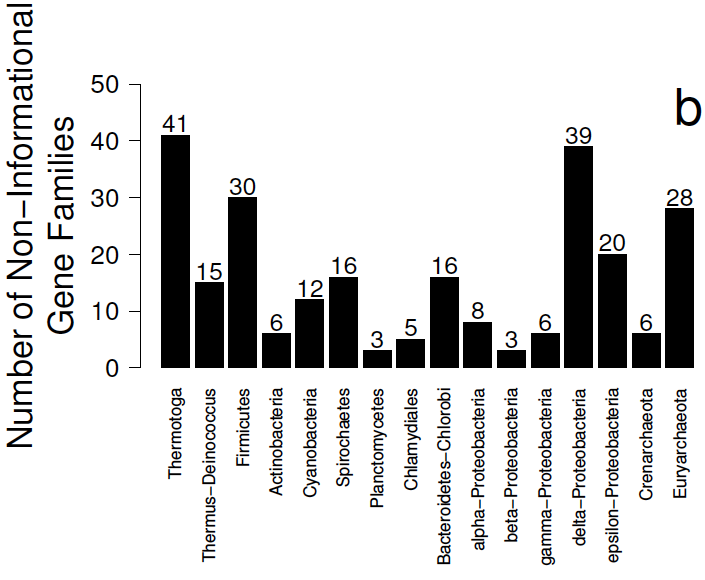 Number of Non−Informational
Gene Families
b
50
40
30
20
10
0
41
15
30
6
12
16
3
5
16
8
3
6
39
20
6
28
Thermotoga
Thermus−Deinococcus
Firmicutes
Actinobacteria
Cyanobacteria
Spirochaetes
Planctomycetes
Chlamydiales
Bacteroidetes−Chlorobi
alpha−Proteobacteria
beta−Proteobacteria
gamma−Proteobacteria
delta−Proteobacteria
epsilon−Proteobacteria
Crenarchaeota
Euryarchaeota